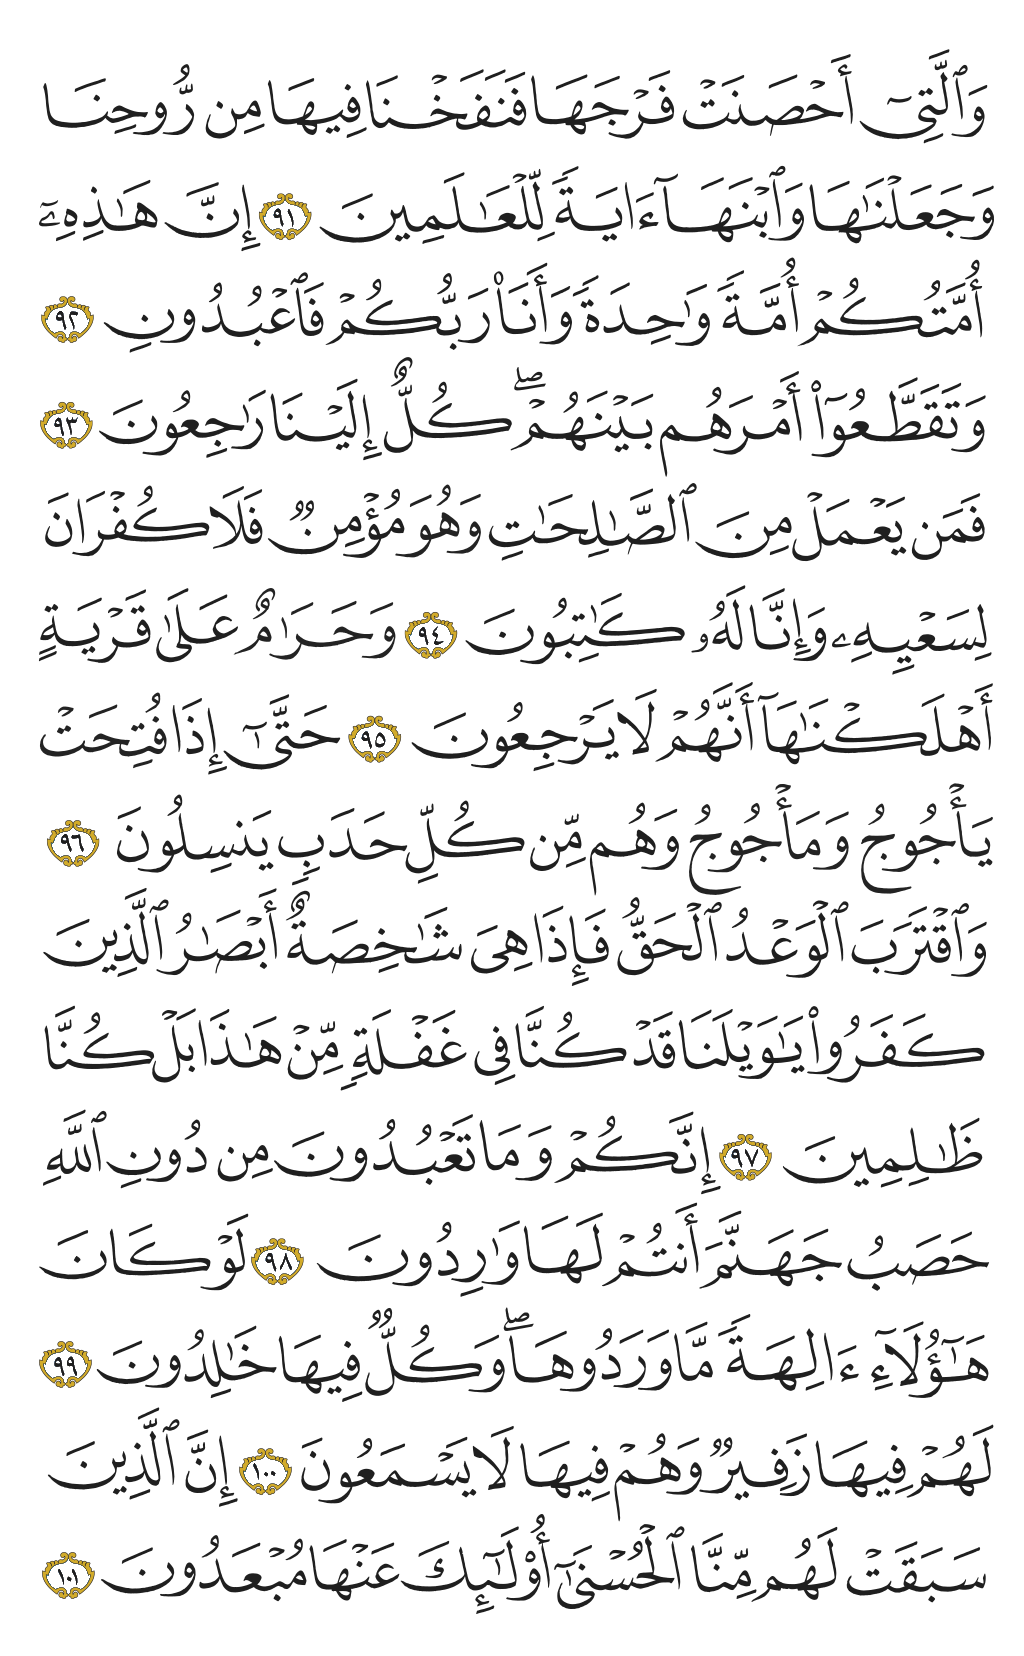 وَٱلَّتِىٓ أَحْصَنَتْ فَرْجَهَا فَنَفَخْنَا فِيهَا مِن رُّوحِنَا
وَجَعَلْنَـٰهَا وَٱبْنَهَآ ءَايَةً لِّلْعَـٰلَمِينَ ٩١ إِنَّ هَـٰذِهِۦٓ
أُمَّتُكُمْ أُمَّةً وَٰحِدَةً وَأَنَا۠ رَبُّكُمْ فَٱعْبُدُونِ ٩٢
وَتَقَطَّعُوٓا۟ أَمْرَهُم بَيْنَهُمْ ۖ كُلٌّ إِلَيْنَا رَٰجِعُونَ ٩٣
فَمَن يَعْمَلْ مِنَ ٱلصَّـٰلِحَـٰتِ وَهُوَ مُؤْمِنٌ فَلَا كُفْرَانَ
لِسَعْيِهِۦ وَإِنَّا لَهُۥ كَـٰتِبُونَ ٩٤ وَحَرَٰمٌ عَلَىٰ قَرْيَةٍ
أَهْلَكْنَـٰهَآ أَنَّهُمْ لَا يَرْجِعُونَ ٩٥ حَتَّىٰٓ إِذَا فُتِحَتْ
يَأْجُوجُ وَمَأْجُوجُ وَهُم مِّن كُلِّ حَدَبٍ يَنسِلُونَ ٩٦
وَٱقْتَرَبَ ٱلْوَعْدُ ٱلْحَقُّ فَإِذَا هِىَ شَـٰخِصَةٌ أَبْصَـٰرُ ٱلَّذِينَ
كَفَرُوا۟ يَـٰوَيْلَنَا قَدْ كُنَّا فِى غَفْلَةٍ مِّنْ هَـٰذَا بَلْ كُنَّا
ظَـٰلِمِينَ ٩٧ إِنَّكُمْ وَمَا تَعْبُدُونَ مِن دُونِ ٱللَّهِ
حَصَبُ جَهَنَّمَ أَنتُمْ لَهَا وَٰرِدُونَ ٩٨ لَوْ كَانَ
هَـٰٓؤُلَآءِ ءَالِهَةً مَّا وَرَدُوهَا ۖ وَكُلٌّ فِيهَا خَـٰلِدُونَ ٩٩
لَهُمْ فِيهَا زَفِيرٌ وَهُمْ فِيهَا لَا يَسْمَعُونَ ١٠٠ إِنَّ ٱلَّذِينَ
سَبَقَتْ لَهُم مِّنَّا ٱلْحُسْنَىٰٓ أُو۟لَـٰٓئِكَ عَنْهَا مُبْعَدُونَ ١٠١